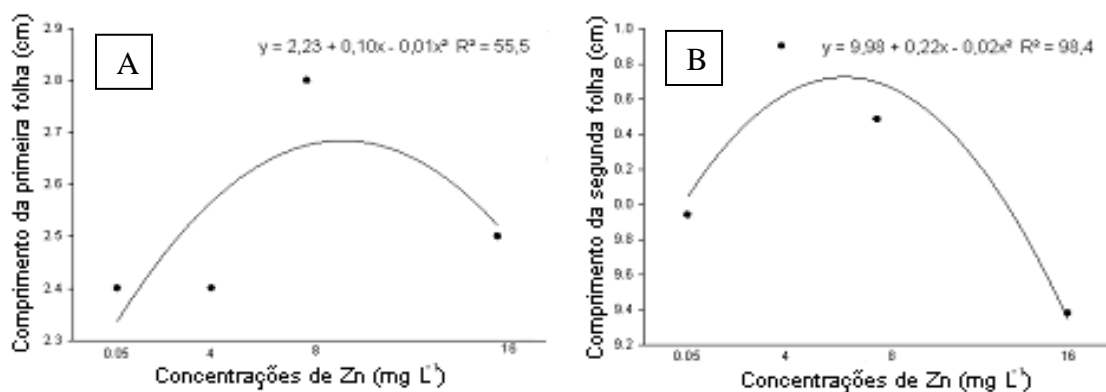 A
y = 2,23 + 0,10x - 0,01x² R² = 55,5
Comprimento da primeira folha (cm)
2.9
2.8
2.7
2.6
2.5
2.4
2.3
0.05 4 8 16
Concentrações de Zn (mg L⁻¹)
B
y = 9,98 + 0,22x - 0,02x² R² = 98,4
Comprimento da segunda folha (cm)
0.8
0.6
0.4
0.2
0.0
9.8
9.6
9.4
9.2
0.05 4 8 16
Concentrações de Zn (mg L⁻¹)